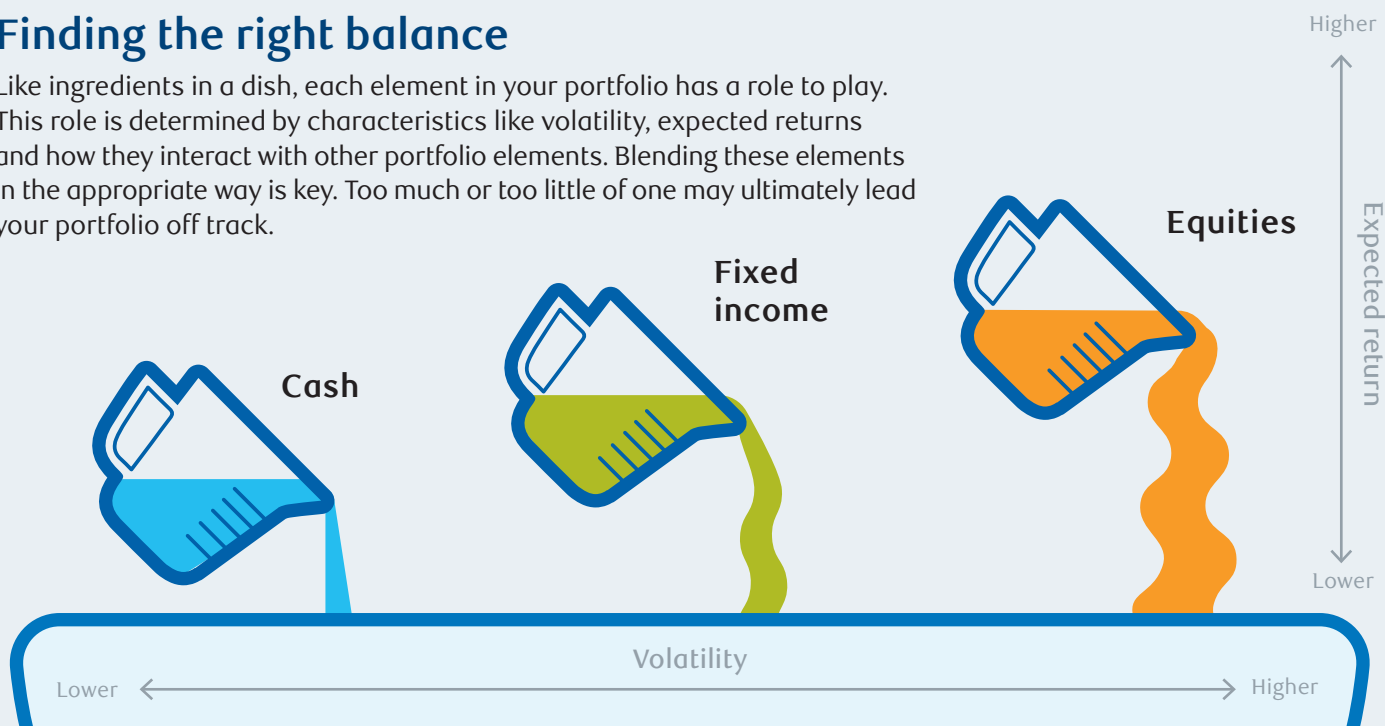 Finding the right balance
Like ingredients in a dish, each element in your portfolio has a role to play.
This role is determined by characteristics like volatility, expected returns
and how they interact with other portfolio elements. Blending these elements
in the appropriate way is key. Too much or too little of one may ultimately lead
your portfolio off track.
Cash
Fixed
income
Equities
Higher
Expected return
Lower
Volatility
Lower
Higher